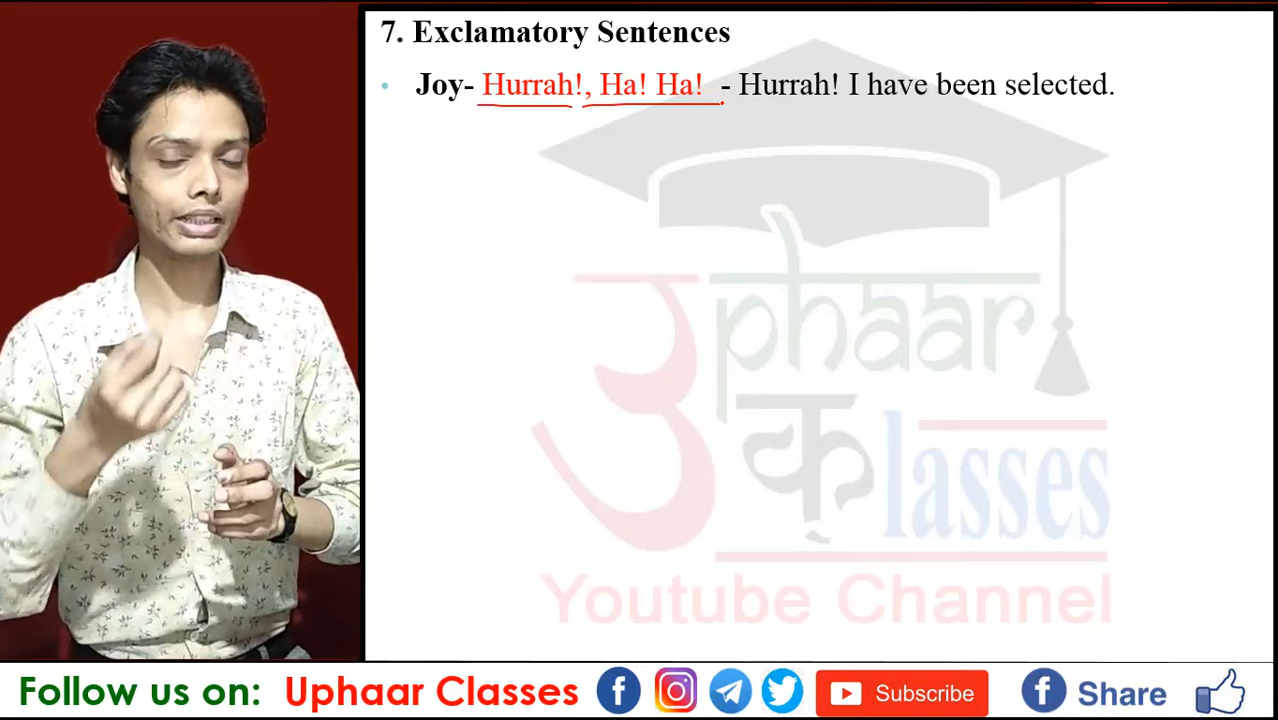 7. Exclamatory Sentences
• Joy- Hurrah!, Ha! Ha! - Hurrah! I have been selected.
उphaar
कlasses
Youtube Channel
Follow us on: Uphaar Classes Subscribe Share